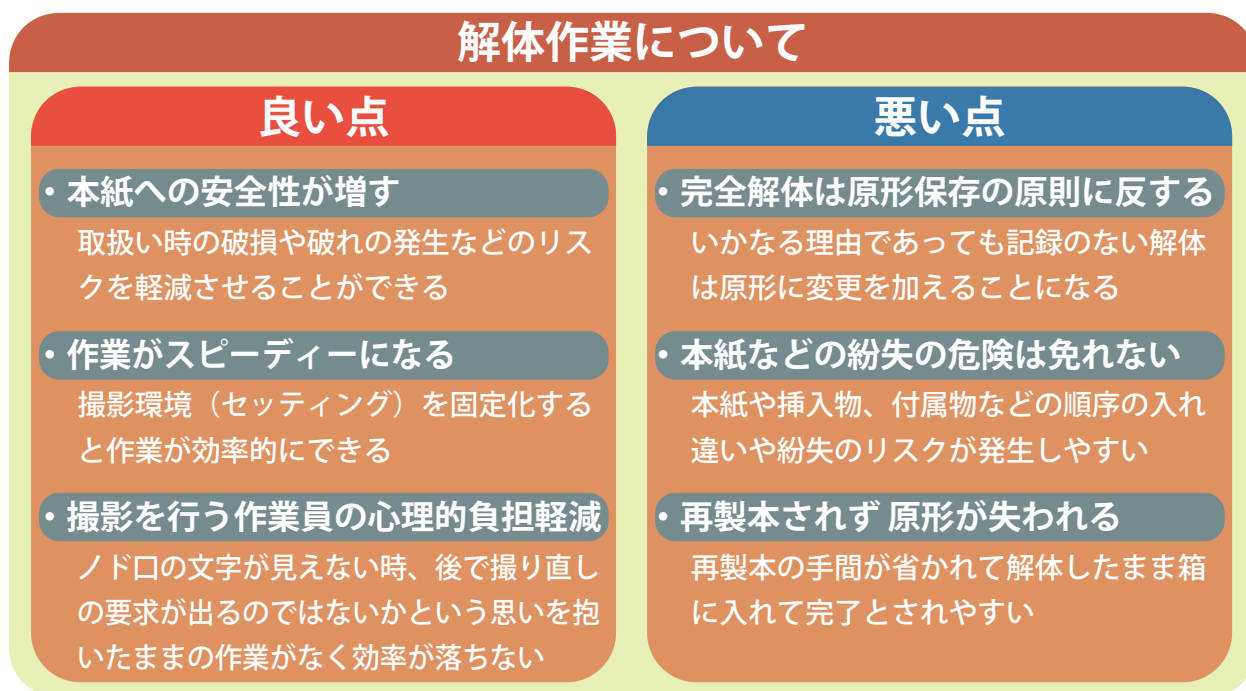 解体作業について
良い点
・本紙への安全性が増す
取扱い時の破損や破れの発生などのリス
クを軽減させることができる
・作業がスピーディーになる
撮影環境（セッティング）を固定化する
と作業が効率的にできる
・撮影を行う作業員の心理的負担軽減
ノド口の文字が見えない時、後で撮り直し
の要求が出るのではないかという思いを抱
いたままの作業がなく効率が落ちない
悪い点
・完全解体は原形保存の原則に反する
いかなる理由であっても記録のない解体
は原形に変更を加えることになる
・本紙などの紛失の危険は免れない
本紙や挿入物、付属物などの順序の入れ
違いや紛失のリスクが発生しやすい
・再製本されず 原形が失われる
再製本の手間が省かれて解体したまま箱
に入れて完了とされやすい